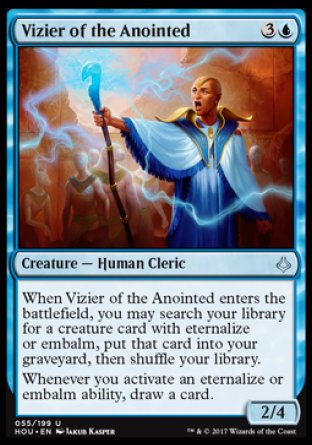 Vizier of the Anointed 3
Creature — Human Cleric
When Vizier of the Anointed enters the
battlefield, you may search your library
for a creature card with eternalize
or embalm, put that card into your
graveyard, then shuffle your library.
Whenever you activate an eternalize or
embalm ability, draw a card.
2/4
055/199 U
HOU • EN Jakub Kasper
™ & © 2017 Wizards of the Coast